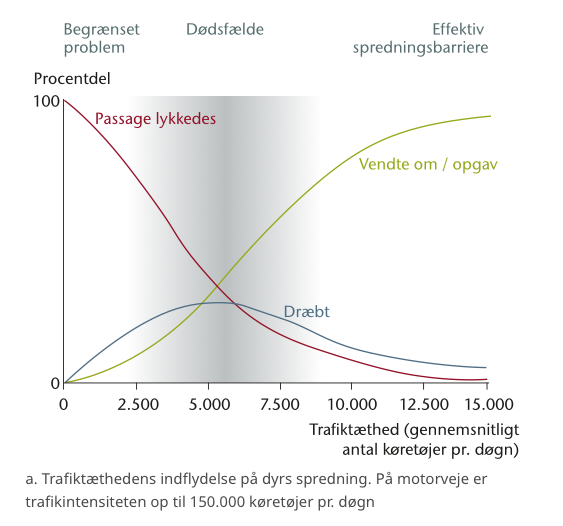 Begrænset
problem
Dødsfælde
Effektiv
spredningsbarriere
Procentdel
100
Passage lykkedes
Vendte om / opgav
Dræbt
0
0 2.500 5.000 7.500 10.000 12.500 15.000
Trafiktæthed (gennemsnitligt
antal køretøjer pr. døgn)
a. Trafiktæthedens indflydelse på dyrs spredning. På motorveje er
trafikintensiteten op til 150.000 køretøjer pr. døgn